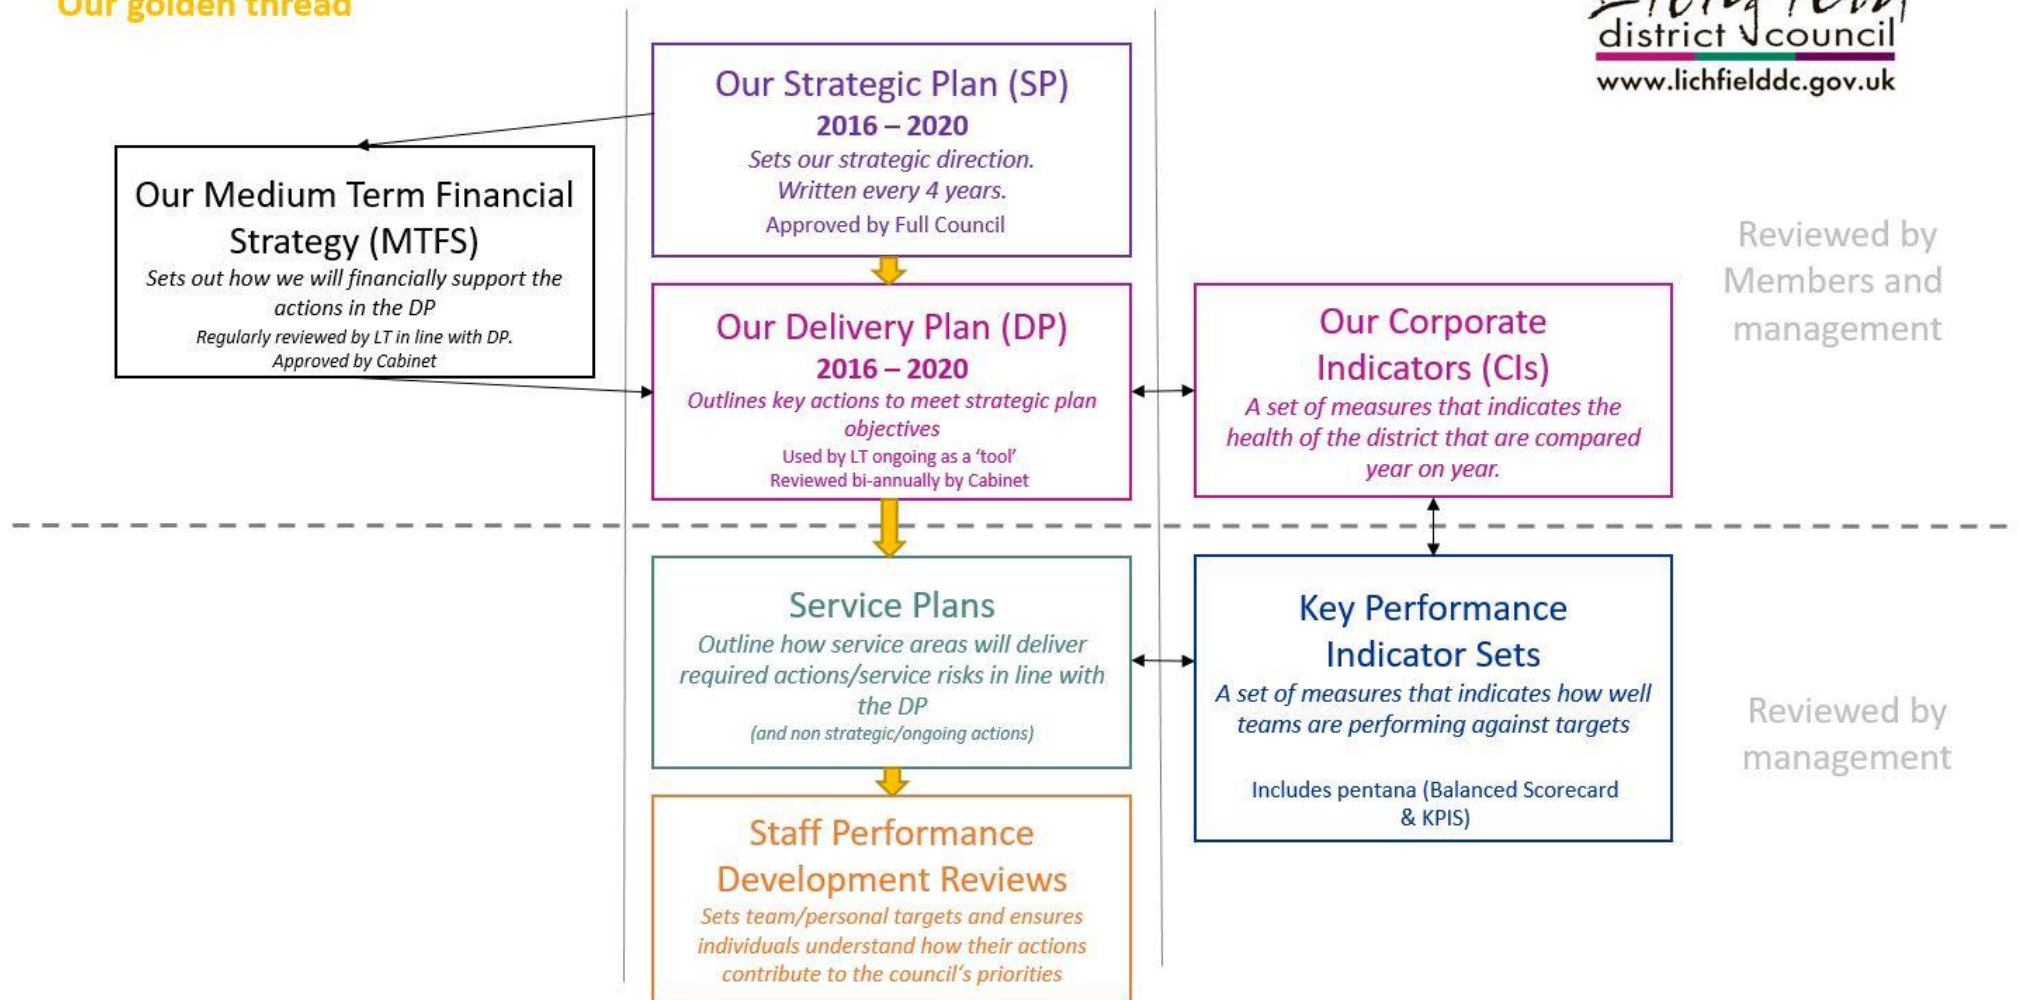 Our golden thread
district council
www.lichfielddc.gov.uk
Our Strategic Plan (SP)
2016 – 2020
Sets our strategic direction.
Written every 4 years.
Approved by Full Council
Our Medium Term Financial
Strategy (MTFS)
Sets out how we will financially support the
actions in the DP
Regularly reviewed by LT in line with DP.
Approved by Cabinet
Our Delivery Plan (DP)
2016 – 2020
Outlines key actions to meet strategic plan
objectives
Used by LT ongoing as a ‘tool’
Reviewed bi-annually by Cabinet
Our Corporate
Indicators (CIs)
A set of measures that indicates the
health of the district that are compared
year on year.
Reviewed by
Members and
management
Service Plans
Outline how service areas will deliver
required actions/service risks in line with
the DP
(and non strategic/ongoing actions)
Key Performance
Indicator Sets
A set of measures that indicates how well
teams are performing against targets
Includes pentana (Balanced Scorecard
& KPIS)
Reviewed by
management
Staff Performance
Development Reviews
Sets team/personal targets and ensures
individuals understand how their actions
contribute to the council‘s priorities